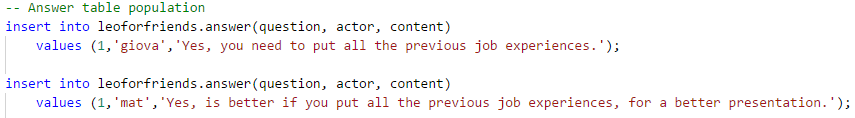 -- Answer table population
insert into leoforfriends.answer(question, actor, content)
values (1,'giova','Yes, you need to put all the previous job experiences.');
insert into leoforfriends.answer(question, actor, content)
values (1,'mat','Yes, is better if you put all the previous job experiences, for a better presentation.');